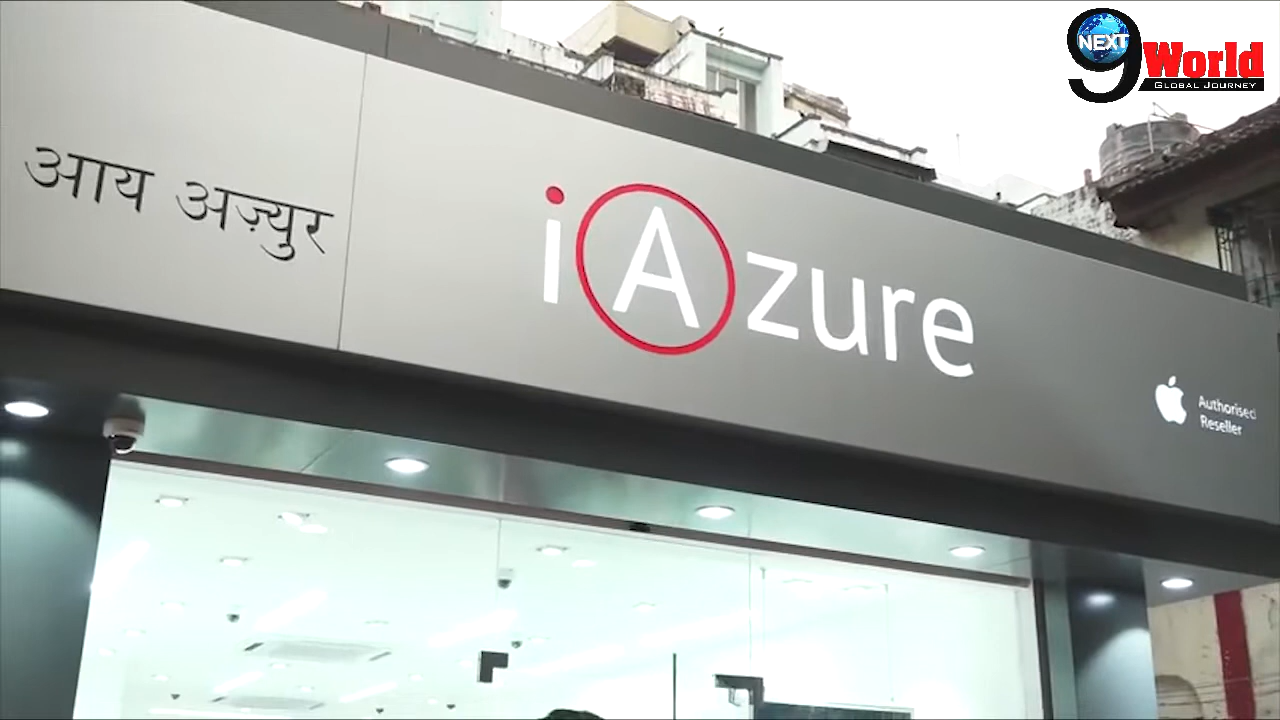 NEXT
9 World
GLOBAL JOURNEY
आय अज़्युर
iAzure
Authorised
Reseller